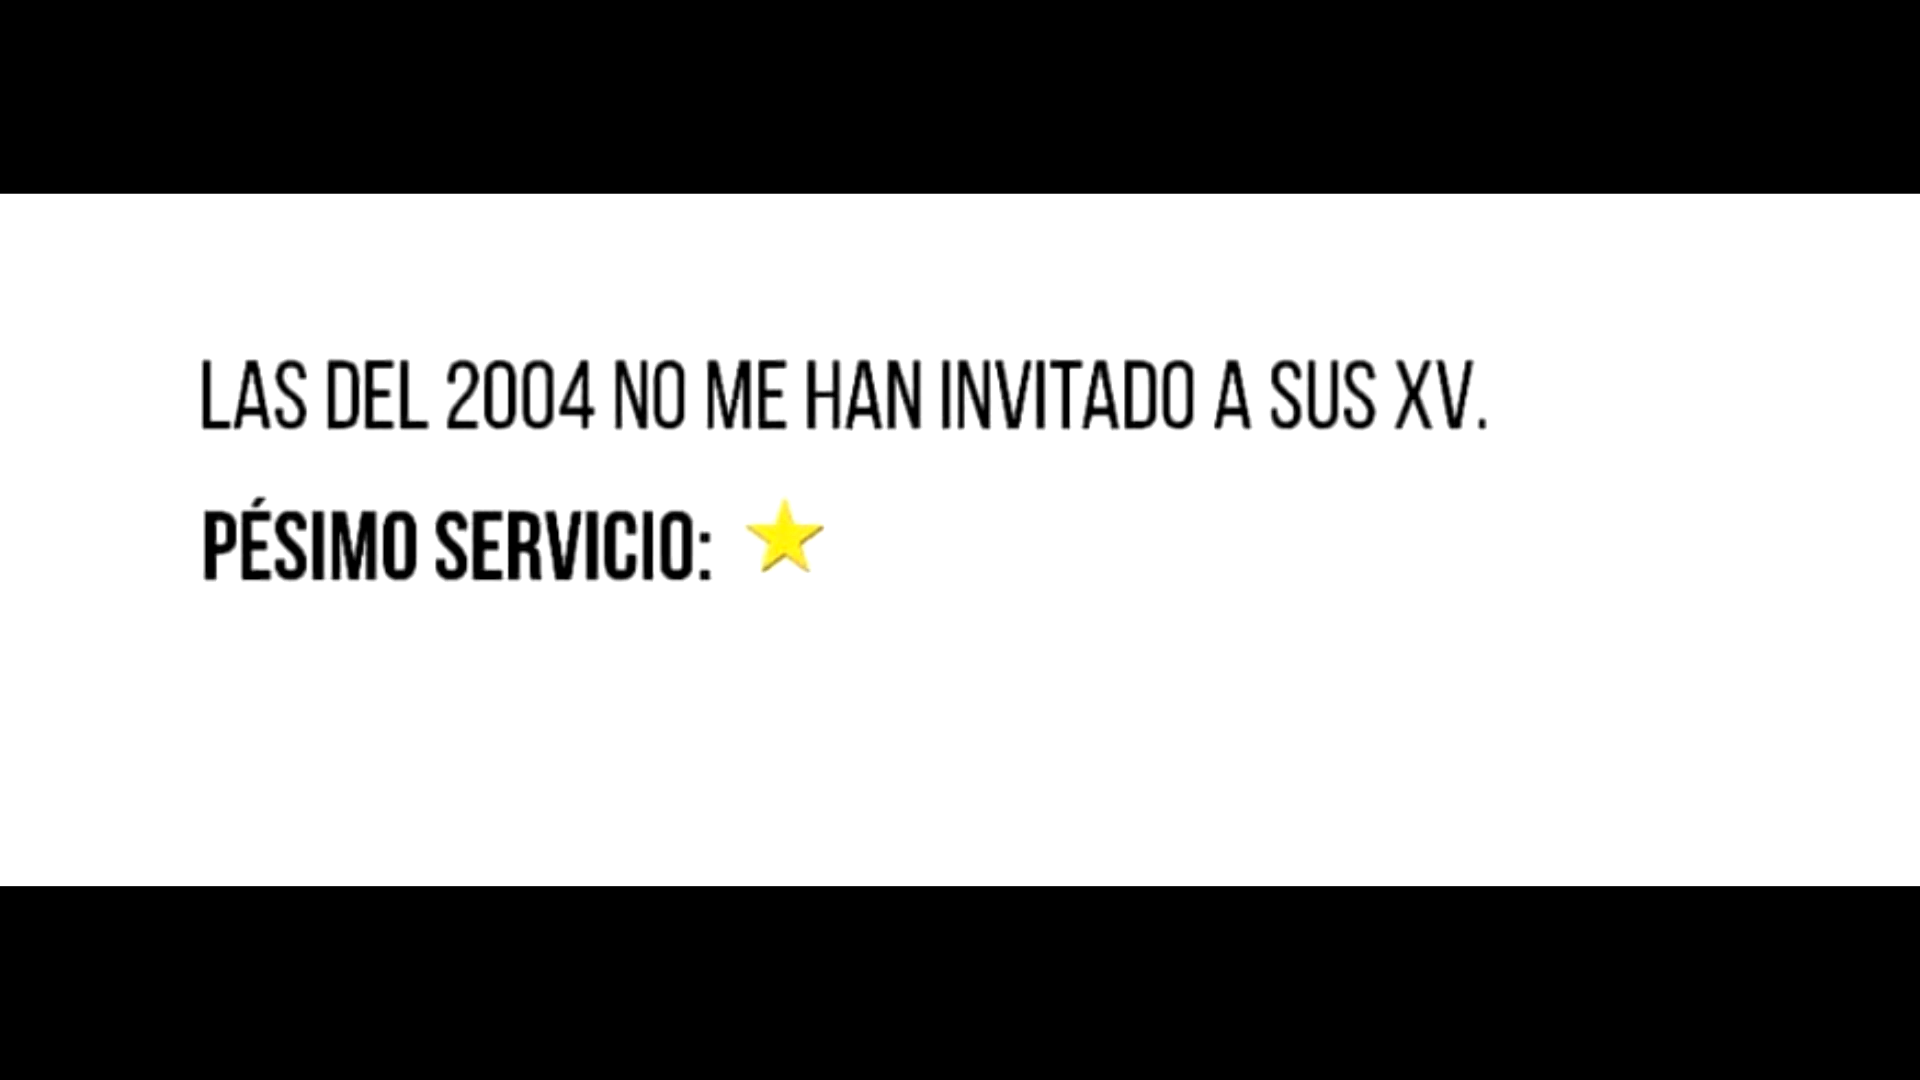 LAS DEL 2004 NO ME HAN INVITADO A SUS XV.
PÉSIMO SERVICIO: ⭐